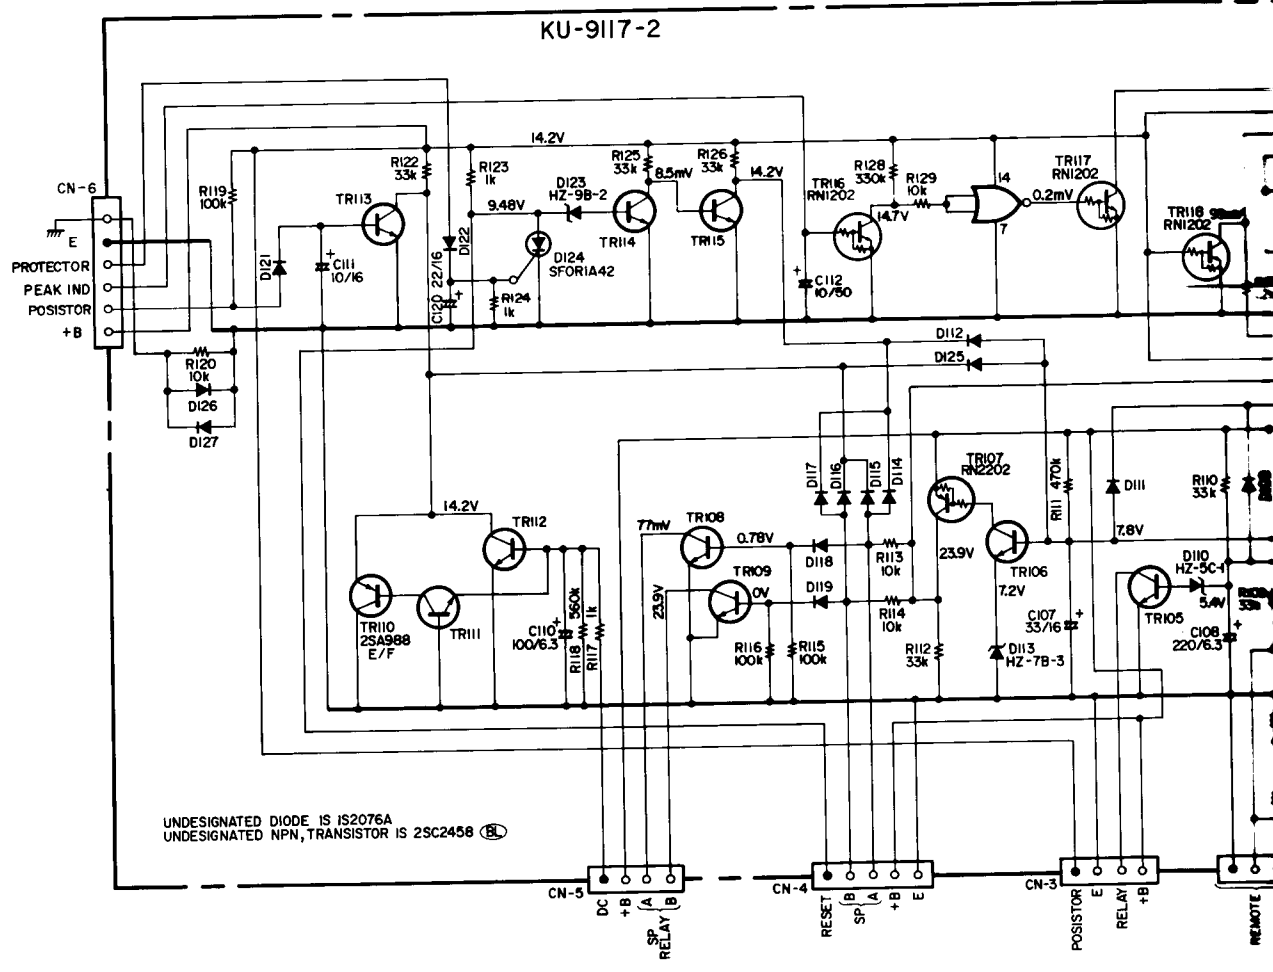 KU-9117-2
14.2V
CN-6
E
PROTECTOR
PEAK IND
POSISTOR
+B
R119
100k
R120
10k
D126
D127
D121
+
C111
10/16
TR113
R122
33k
R123
1k
9.48V
D122
C120 22/16
+
R124
1k
D123
HZ-9B-2
D124
SFOR1A42
R125
33k
8.5mV
TR114
R126
33k
14.2V
TR115
TR116
RN1202
+
C112
10/50
R128
330k
14.7V
R129
10k
14
7
0.2mV
TR117
RN1202
TR118
RN1202
D112
D125
D117
D116
D115
D114
TR107
RN2202
R111 470k
D111
R110
33k
7.8V
14.2V
TR112
TR110
2SA988
E/F
TR111
C110
100/6.3
+
R118 560k
R117 1k
77mV
TR108
0.78V
23.9V
TR109
0V
D118
D119
R113
10k
R114
10k
R116
100k
R115
100k
23.9V
R112
33k
TR106
7.2V
D113
HZ-7B-3
C107
33/16
+
TR105
D110
HZ-5C-1
5.4V
C108
220/6.3
+
UNDESIGNATED DIODE IS 1S2076A
UNDESIGNATED NPN, TRANSISTOR IS 2SC2458 BL
CN-5
DC
+B
A
B
SP
RELAY
CN-4
RESET
B
A
SP
+B
E
CN-3
POSISTOR
E
RELAY
+B
REMOTE